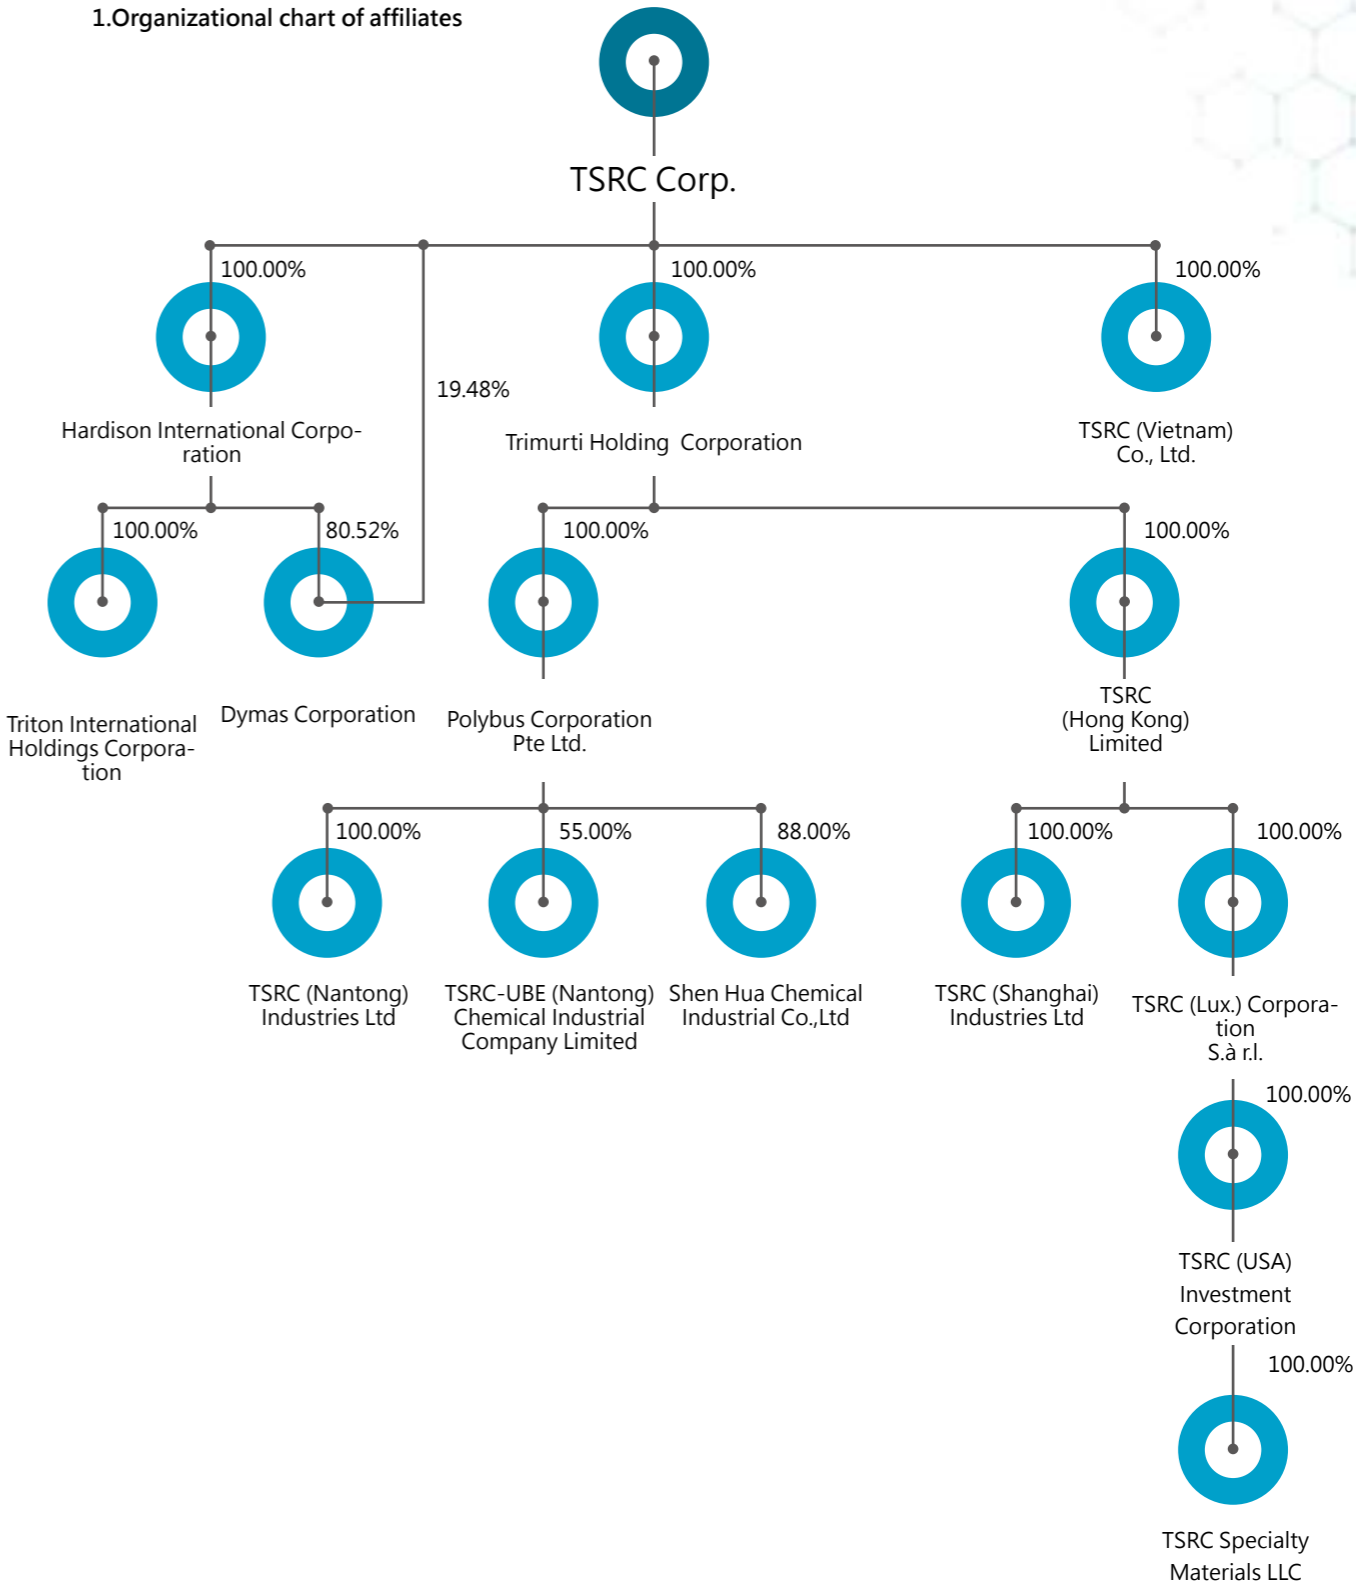 1.Organizational chart of affiliates
TSRC Corp.
100.00%
100.00%
100.00%
19.48%
Hardison International Corpo-
ration
Trimurti Holding Corporation
TSRC (Vietnam)
Co., Ltd.
100.00%
80.52%
100.00%
100.00%
Triton International
Holdings Corpora-
tion
Dymas Corporation
Polybus Corporation
Pte Ltd.
TSRC
(Hong Kong)
Limited
100.00%
55.00%
88.00%
100.00%
100.00%
TSRC (Nantong)
Industries Ltd
TSRC-UBE (Nantong)
Chemical Industrial
Company Limited
Shen Hua Chemical
Industrial Co.,Ltd
TSRC (Shanghai)
Industries Ltd
TSRC (Lux.) Corpora-
tion
S.à r.l.
100.00%
TSRC (USA)
Investment
Corporation
100.00%
TSRC Specialty
Materials LLC